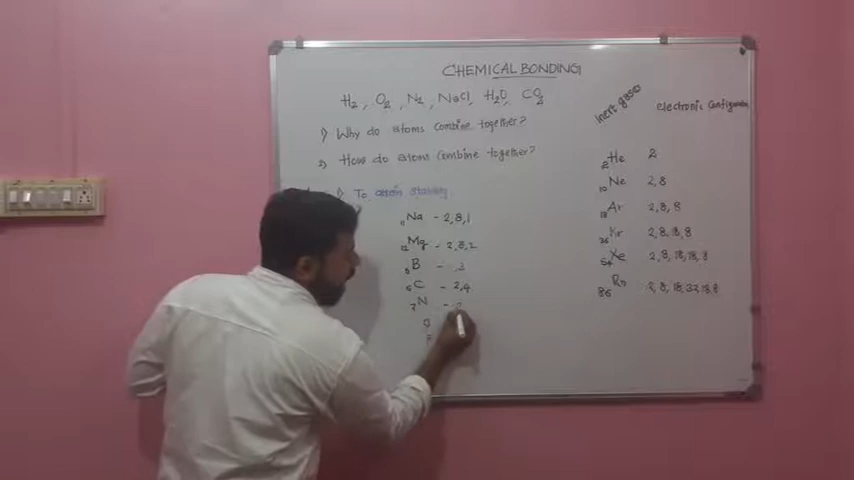 CHEMICAL BONDING
H2, O2, N2, NaCl, H2O, CO2
1) Why do atoms combine together?
2) How do atoms combine together?
1) To attain stability.
11Na - 2,8,1
12Mg - 2,8,2
5B - 3
6C - 2,4
7N - 2
O
F
inert gases
electronic Configuration
2He 2
10Ne 2,8
18Ar 2,8,8
36Kr 2,8,18,8
54Xe 2,8,18,18,8
86Rn 2,8,18,32,18,8